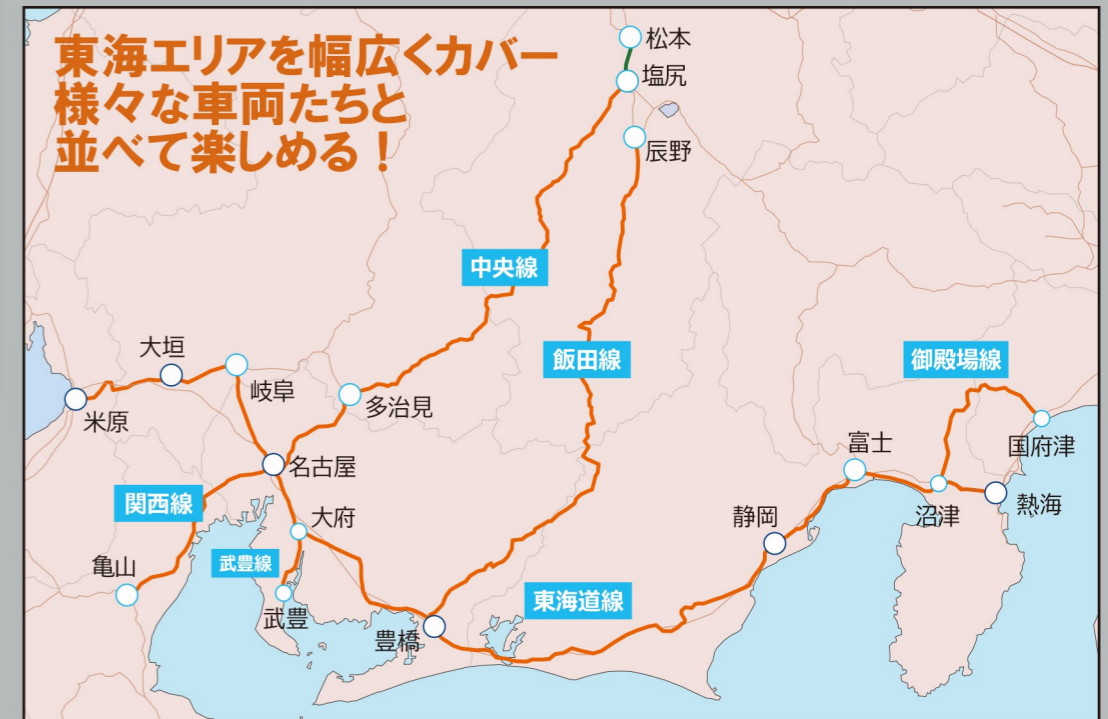 東海エリアを幅広くカバー
様々な車両たちと
並べて楽しめる！
松本
塩尻
辰野
中央線
大垣
岐阜
米原
多治見
飯田線
御殿場線
国府津
富士
名古屋
関西線
大府
静岡
沼津
熱海
亀山
武豊線
武豊
豊橋
東海道線